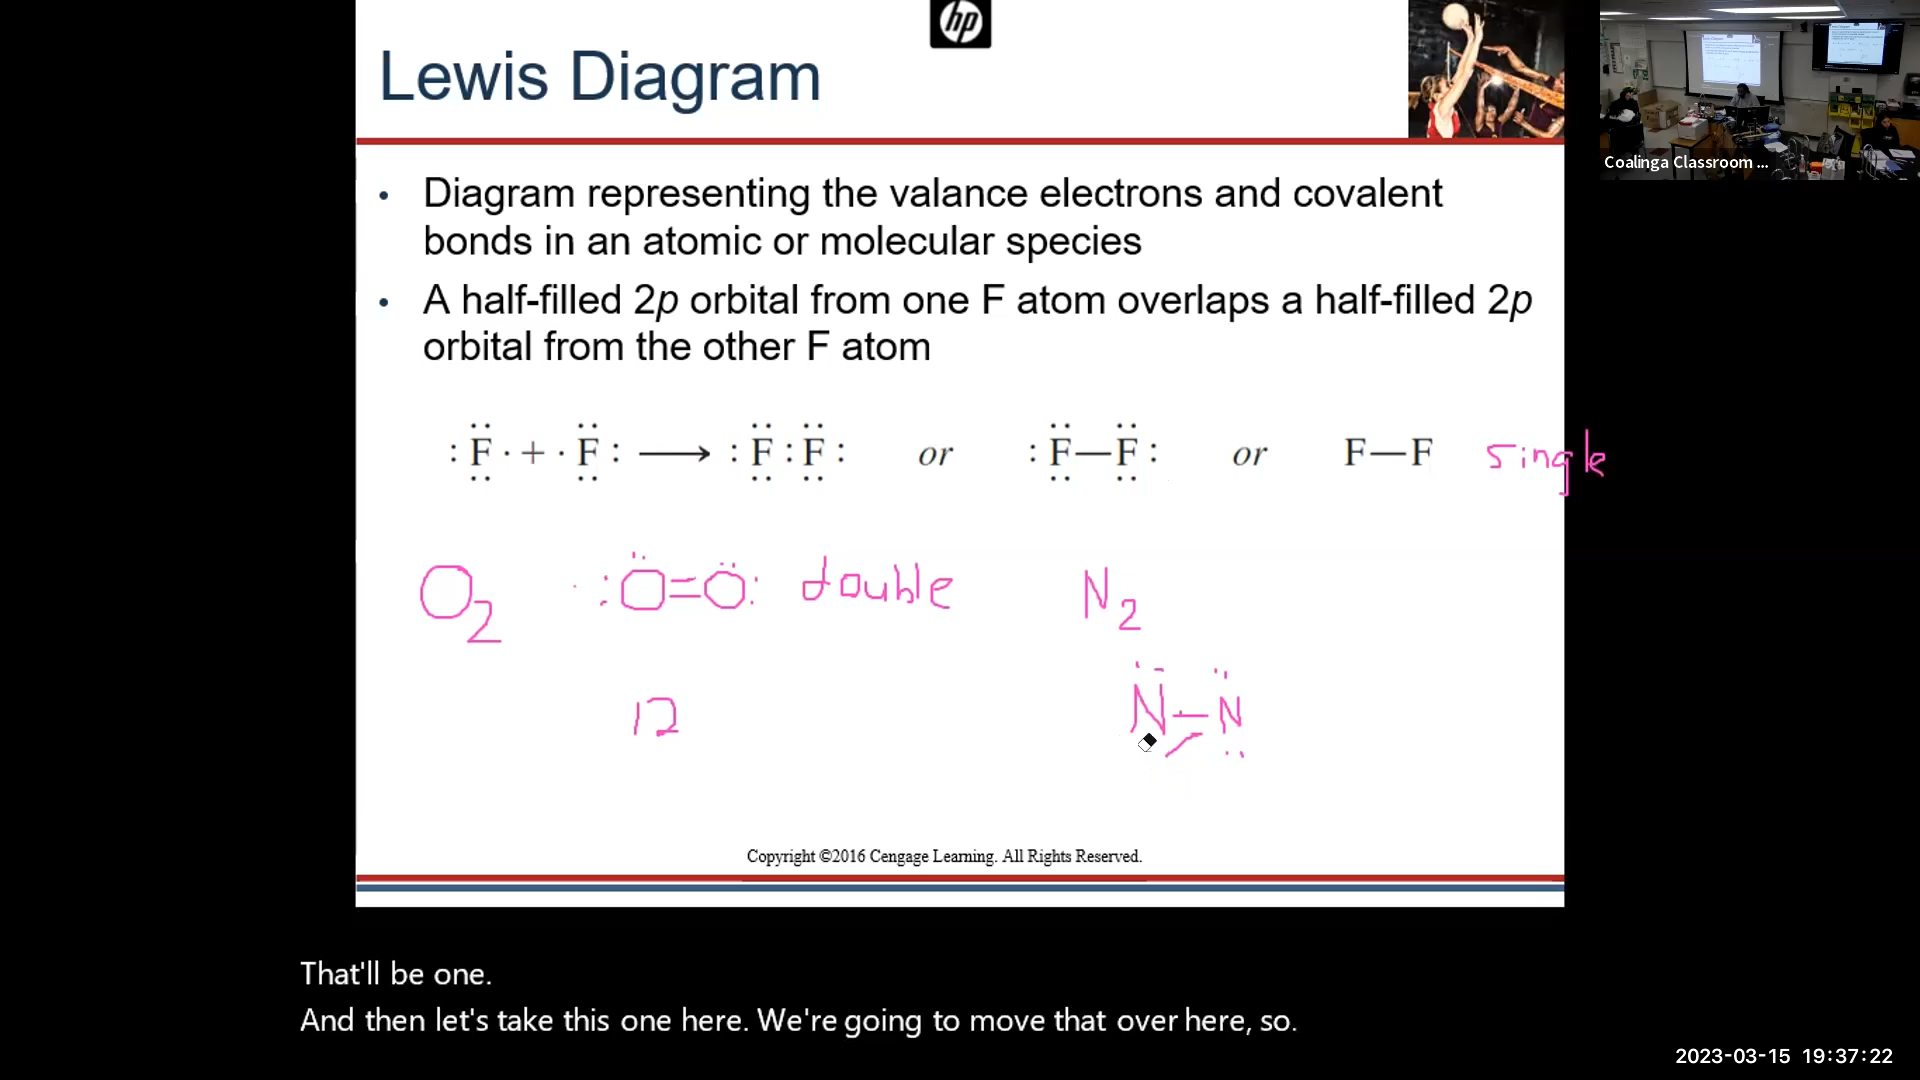 hp
Lewis Diagram
Coalinga Classroom ...
• Diagram representing the valance electrons and covalent
bonds in an atomic or molecular species
• A half-filled 2p orbital from one F atom overlaps a half-filled 2p
orbital from the other F atom
:F· + ·F: ⟶ :F:F: or :F—F: or F—F single
O2 :O=O: double N2
12 N—N
Copyright ©2016 Cengage Learning. All Rights Reserved.
That'll be one.
And then let's take this one here. We're going to move that over here, so.
2023-03-15 19:37:22